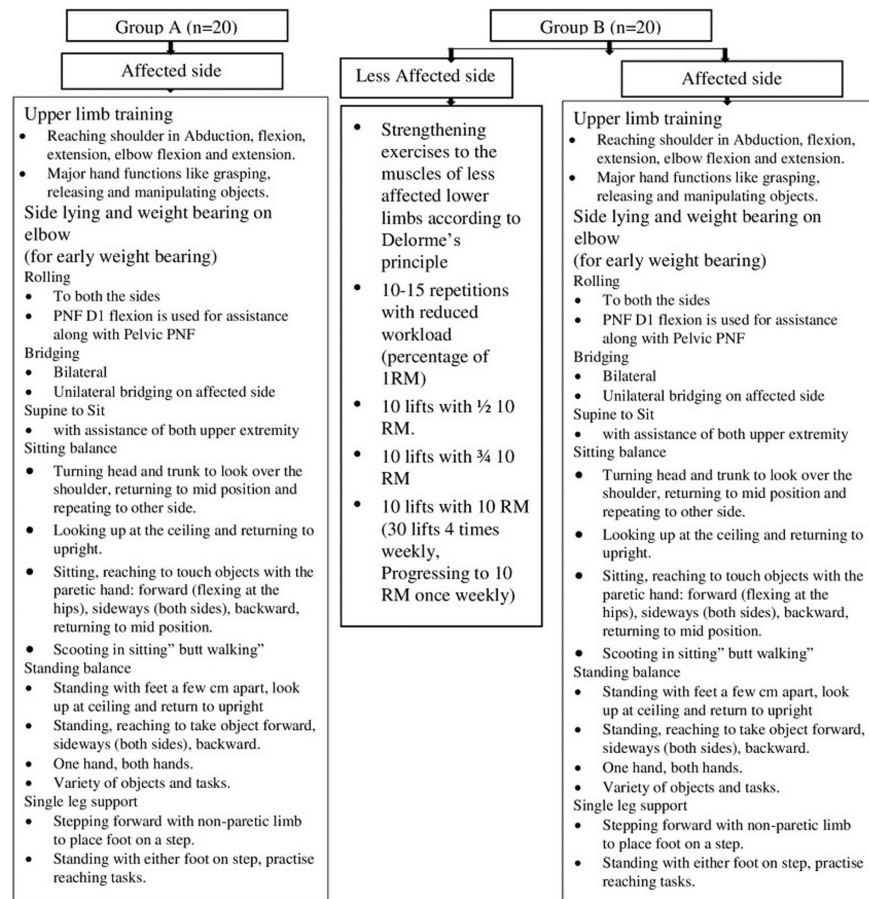 Group A (n=20)
Affected side
Upper limb training
• Reaching shoulder in Abduction, flexion,
extension, elbow flexion and extension.
• Major hand functions like grasping,
releasing and manipulating objects.
Side lying and weight bearing on
elbow
(for early weight bearing)
Rolling
• To both the sides
• PNF D1 flexion is used for assistance
along with Pelvic PNF
Bridging
• Bilateral
• Unilateral bridging on affected side
Supine to Sit
• with assistance of both upper extremity
Sitting balance
• Turning head and trunk to look over the
shoulder, returning to mid position and
repeating to other side.
• Looking up at the ceiling and returning to
upright.
• Sitting, reaching to touch objects with the
paretic hand: forward (flexing at the
hips), sideways (both sides), backward,
returning to mid position.
• Scooting in sitting” butt walking”
Standing balance
• Standing with feet a few cm apart, look
up at ceiling and return to upright
• Standing, reaching to take object forward,
sideways (both sides), backward.
• One hand, both hands.
• Variety of objects and tasks.
Single leg support
• Stepping forward with non-paretic limb
to place foot on a step.
• Standing with either foot on step, practise
reaching tasks.
Group B (n=20)
Less Affected side
• Strengthening
exercises to the
muscles of less
affected lower
limbs according to
Delorme’s
principle
• 10-15 repetitions
with reduced
workload
(percentage of
1RM)
• 10 lifts with ½ 10
RM.
• 10 lifts with ¾ 10
RM
• 10 lifts with 10 RM
(30 lifts 4 times
weekly,
Progressing to 10
RM once weekly)
Affected side
Upper limb training
• Reaching shoulder in Abduction, flexion,
extension, elbow flexion and extension.
• Major hand functions like grasping,
releasing and manipulating objects.
Side lying and weight bearing on
elbow
(for early weight bearing)
Rolling
• To both the sides
• PNF D1 flexion is used for assistance
along with Pelvic PNF
Bridging
• Bilateral
• Unilateral bridging on affected side
Supine to Sit
• with assistance of both upper extremity
Sitting balance
• Turning head and trunk to look over the
shoulder, returning to mid position and
repeating to other side.
• Looking up at the ceiling and returning to
upright.
• Sitting, reaching to touch objects with the
paretic hand: forward (flexing at the
hips), sideways (both sides), backward,
returning to mid position.
• Scooting in sitting” butt walking”
Standing balance
• Standing with feet a few cm apart, look
up at ceiling and return to upright
• Standing, reaching to take object forward,
sideways (both sides), backward.
• One hand, both hands.
• Variety of objects and tasks.
Single leg support
• Stepping forward with non-paretic limb
to place foot on a step.
• Standing with either foot on step, practise
reaching tasks.